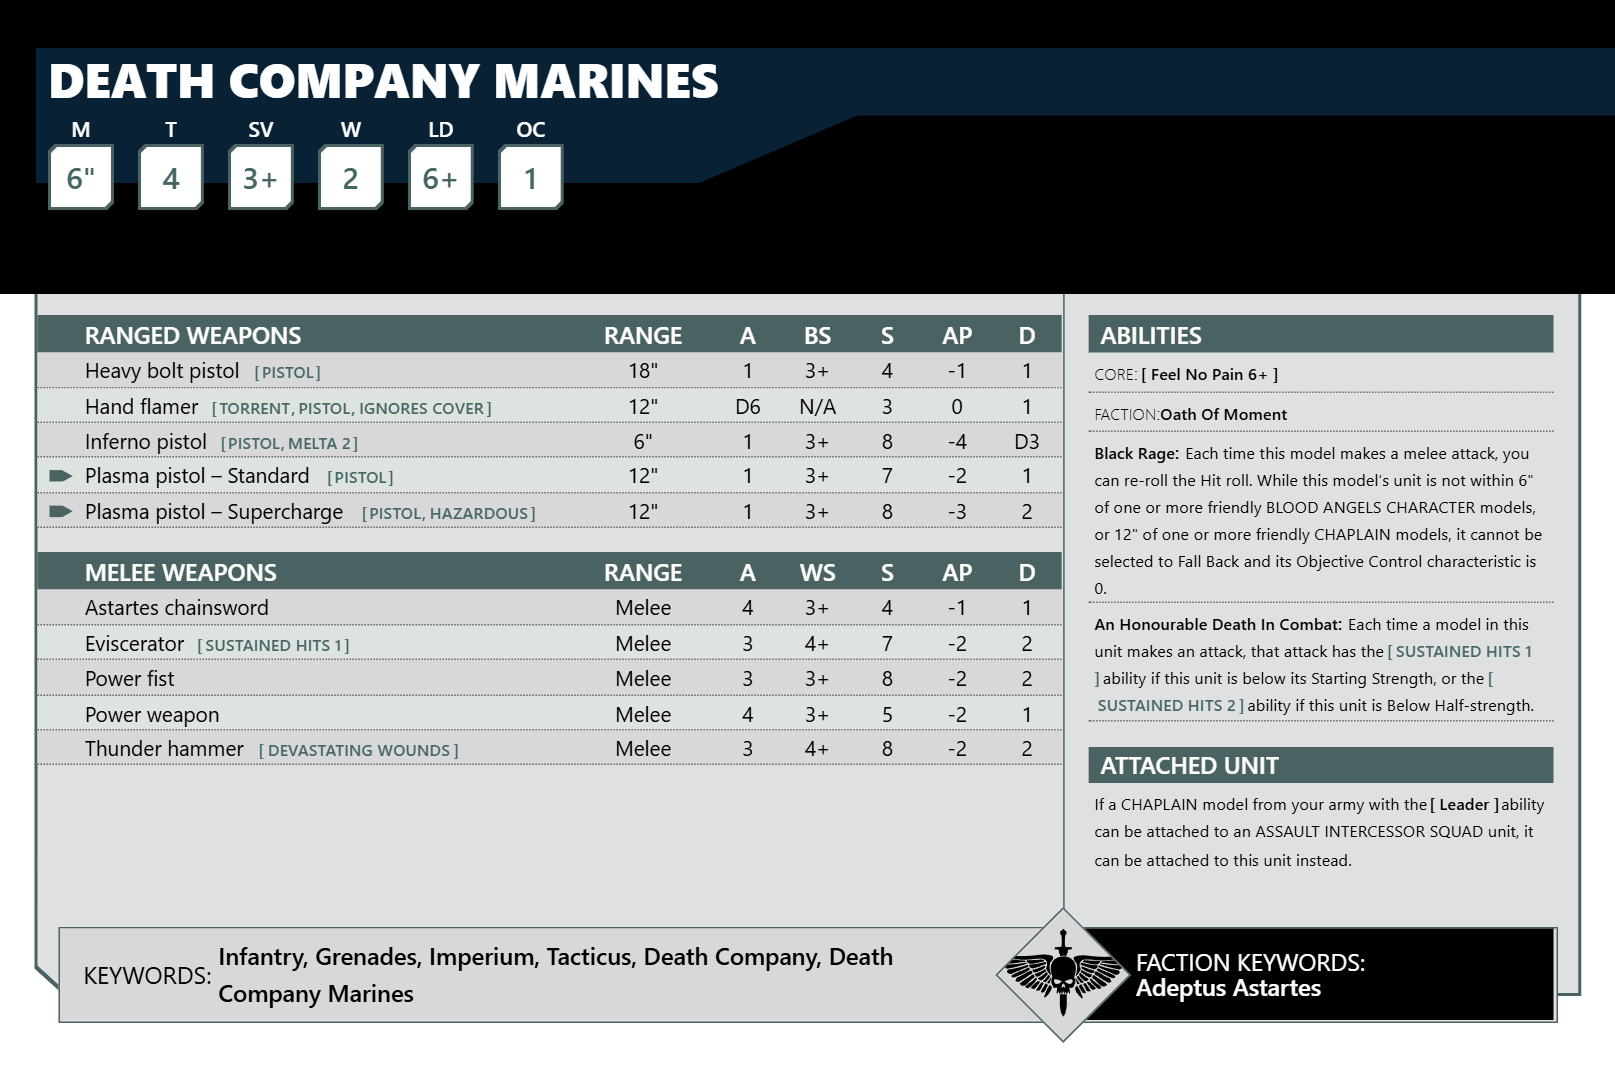 DEATH COMPANY MARINES
M T SV W LD OC
6" 4 3+ 2 6+ 1
RANGED WEAPONS RANGE A BS S AP D
Heavy bolt pistol [PISTOL] 18" 1 3+ 4 -1 1
Hand flamer [TORRENT, PISTOL, IGNORES COVER] 12" D6 N/A 3 0 1
Inferno pistol [PISTOL, MELTA 2] 6" 1 3+ 8 -4 D3
Plasma pistol – Standard [PISTOL] 12" 1 3+ 7 -2 1
Plasma pistol – Supercharge [PISTOL, HAZARDOUS] 12" 1 3+ 8 -3 2
MELEE WEAPONS RANGE A WS S AP D
Astartes chainsword Melee 4 3+ 4 -1 1
Eviscerator [SUSTAINED HITS 1] Melee 3 4+ 7 -2 2
Power fist Melee 3 3+ 8 -2 2
Power weapon Melee 4 3+ 5 -2 1
Thunder hammer [DEVASTATING WOUNDS] Melee 3 4+ 8 -2 2
ABILITIES
CORE: [ Feel No Pain 6+ ]
FACTION:Oath Of Moment
Black Rage: Each time this model makes a melee attack, you
can re-roll the Hit roll. While this model's unit is not within 6"
of one or more friendly BLOOD ANGELS CHARACTER models,
or 12" of one or more friendly CHAPLAIN models, it cannot be
selected to Fall Back and its Objective Control characteristic is
0.
An Honourable Death In Combat: Each time a model in this
unit makes an attack, that attack has the [ SUSTAINED HITS 1
] ability if this unit is below its Starting Strength, or the [
SUSTAINED HITS 2 ] ability if this unit is Below Half-strength.
ATTACHED UNIT
If a CHAPLAIN model from your army with the [ Leader ] ability
can be attached to an ASSAULT INTERCESSOR SQUAD unit, it
can be attached to this unit instead.
KEYWORDS: Infantry, Grenades, Imperium, Tacticus, Death Company, Death
Company Marines
FACTION KEYWORDS:
Adeptus Astartes